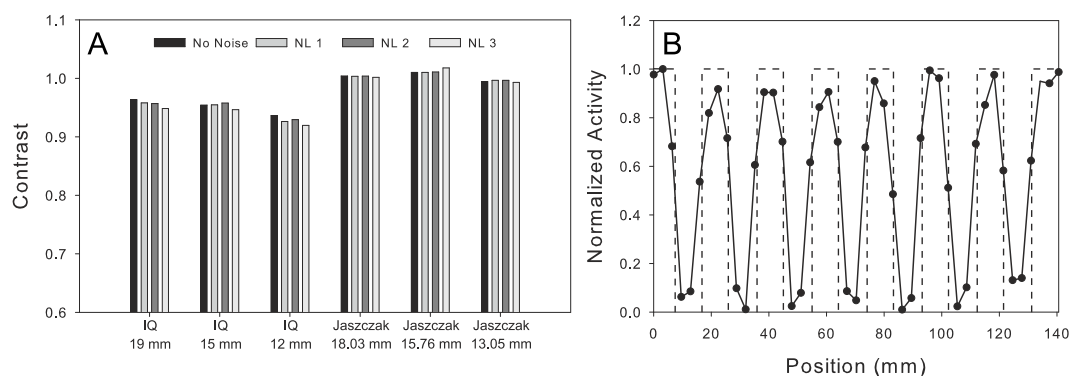 A
No Noise NL 1 NL 2 NL 3
Contrast
1.1
1.0
0.9
0.8
0.7
0.6
IQ IQ IQ Jaszczak Jaszczak Jaszczak
19 mm 15 mm 12 mm 18.03 mm 15.76 mm 13.05 mm
B
Normalized Activity
1.2
1.0
0.8
0.6
0.4
0.2
0.0
0 20 40 60 80 100 120 140
Position (mm)